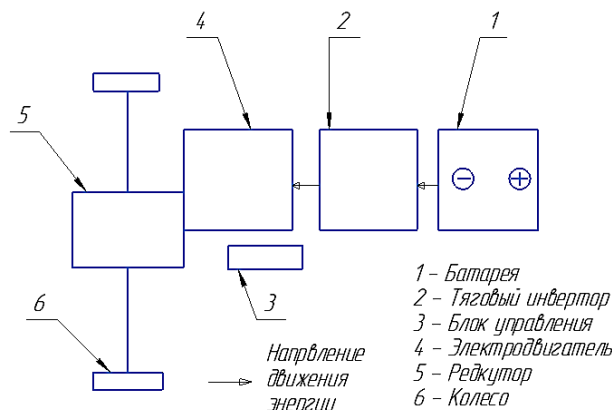 4
2
1
5
3
6
1 – Батарея
2 – Тяговый инвертор
3 – Блок управления
4 – Электродвигатель
5 – Редкутор
6 – Колесо
Напрвление
движения
энергии